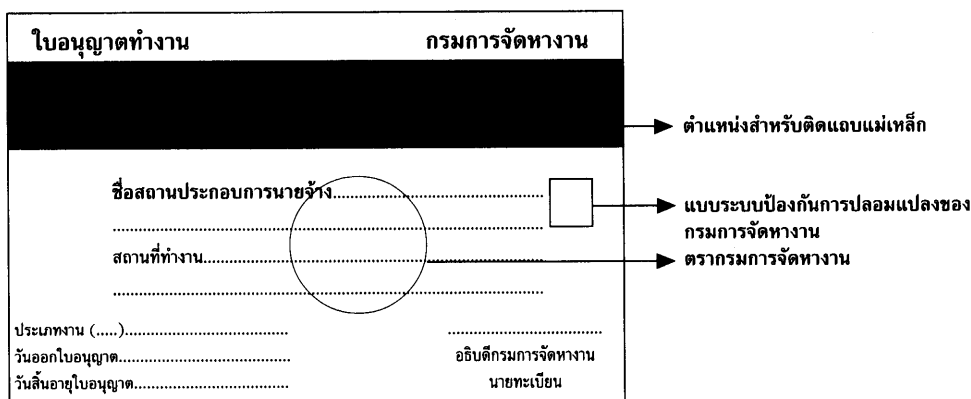 ใบอนุญาตทำงาน กรมการจัดหางาน
ตำแหน่งสำหรับติดแถบแม่เหล็ก
ชื่อสถานประกอบการนายจ้าง............................................
....................................................................................
แบบระบบป้องกันการปลอมแปลงของ
กรมการจัดหางาน
สถานที่ทำงาน....................................................................
ตรากรมการจัดหางาน
....................................................................................
ประเภทงาน (.....)................................. ................................
วันออกใบอนุญาต................................... อธิบดีกรมการจัดหางาน
วันสิ้นอายุใบอนุญาต............................... นายทะเบียน